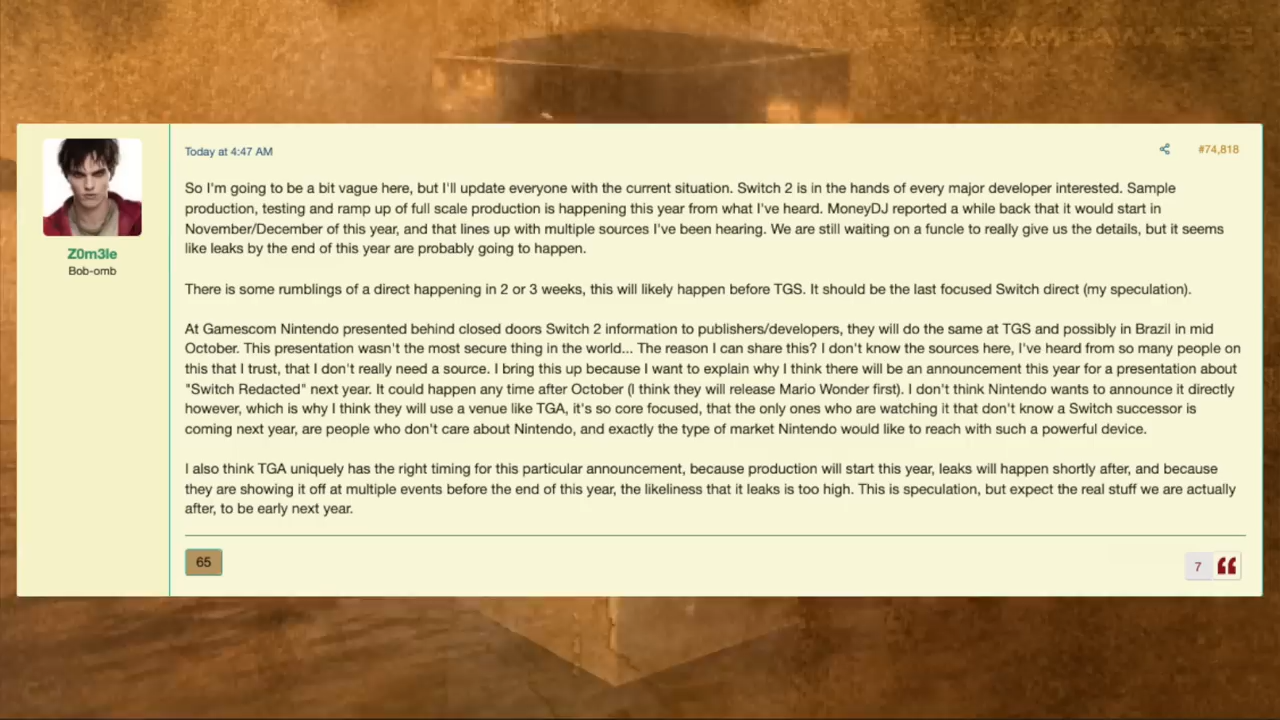 THEGAMEAWARDS
Today at 4:47 AM
#74,818
Z0m3le
Bob-omb
So I'm going to be a bit vague here, but I'll update everyone with the current situation. Switch 2 is in the hands of every major developer interested. Sample
production, testing and ramp up of full scale production is happening this year from what I've heard. MoneyDJ reported a while back that it would start in
November/December of this year, and that lines up with multiple sources I've been hearing. We are still waiting on a funcle to really give us the details, but it seems
like leaks by the end of this year are probably going to happen.
There is some rumblings of a direct happening in 2 or 3 weeks, this will likely happen before TGS. It should be the last focused Switch direct (my speculation).
At Gamescom Nintendo presented behind closed doors Switch 2 information to publishers/developers, they will do the same at TGS and possibly in Brazil in mid
October. This presentation wasn't the most secure thing in the world... The reason I can share this? I don't know the sources here, I've heard from so many people on
this that I trust, that I don't really need a source. I bring this up because I want to explain why I think there will be an announcement this year for a presentation about
"Switch Redacted" next year. It could happen any time after October (I think they will release Mario Wonder first). I don't think Nintendo wants to announce it directly
however, which is why I think they will use a venue like TGA, it's so core focused, that the only ones who are watching it that don't know a Switch successor is
coming next year, are people who don't care about Nintendo, and exactly the type of market Nintendo would like to reach with such a powerful device.
I also think TGA uniquely has the right timing for this particular announcement, because production will start this year, leaks will happen shortly after, and because
they are showing it off at multiple events before the end of this year, the likeliness that it leaks is too high. This is speculation, but expect the real stuff we are actually
after, to be early next year.
65
7